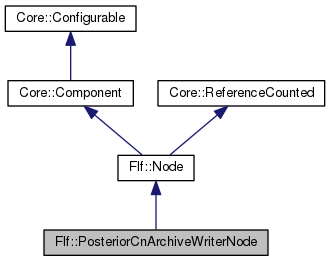 Core::Configurable
Core::Component
Core::ReferenceCounted
Flf::Node
Flf::PosteriorCnArchiveWriterNode